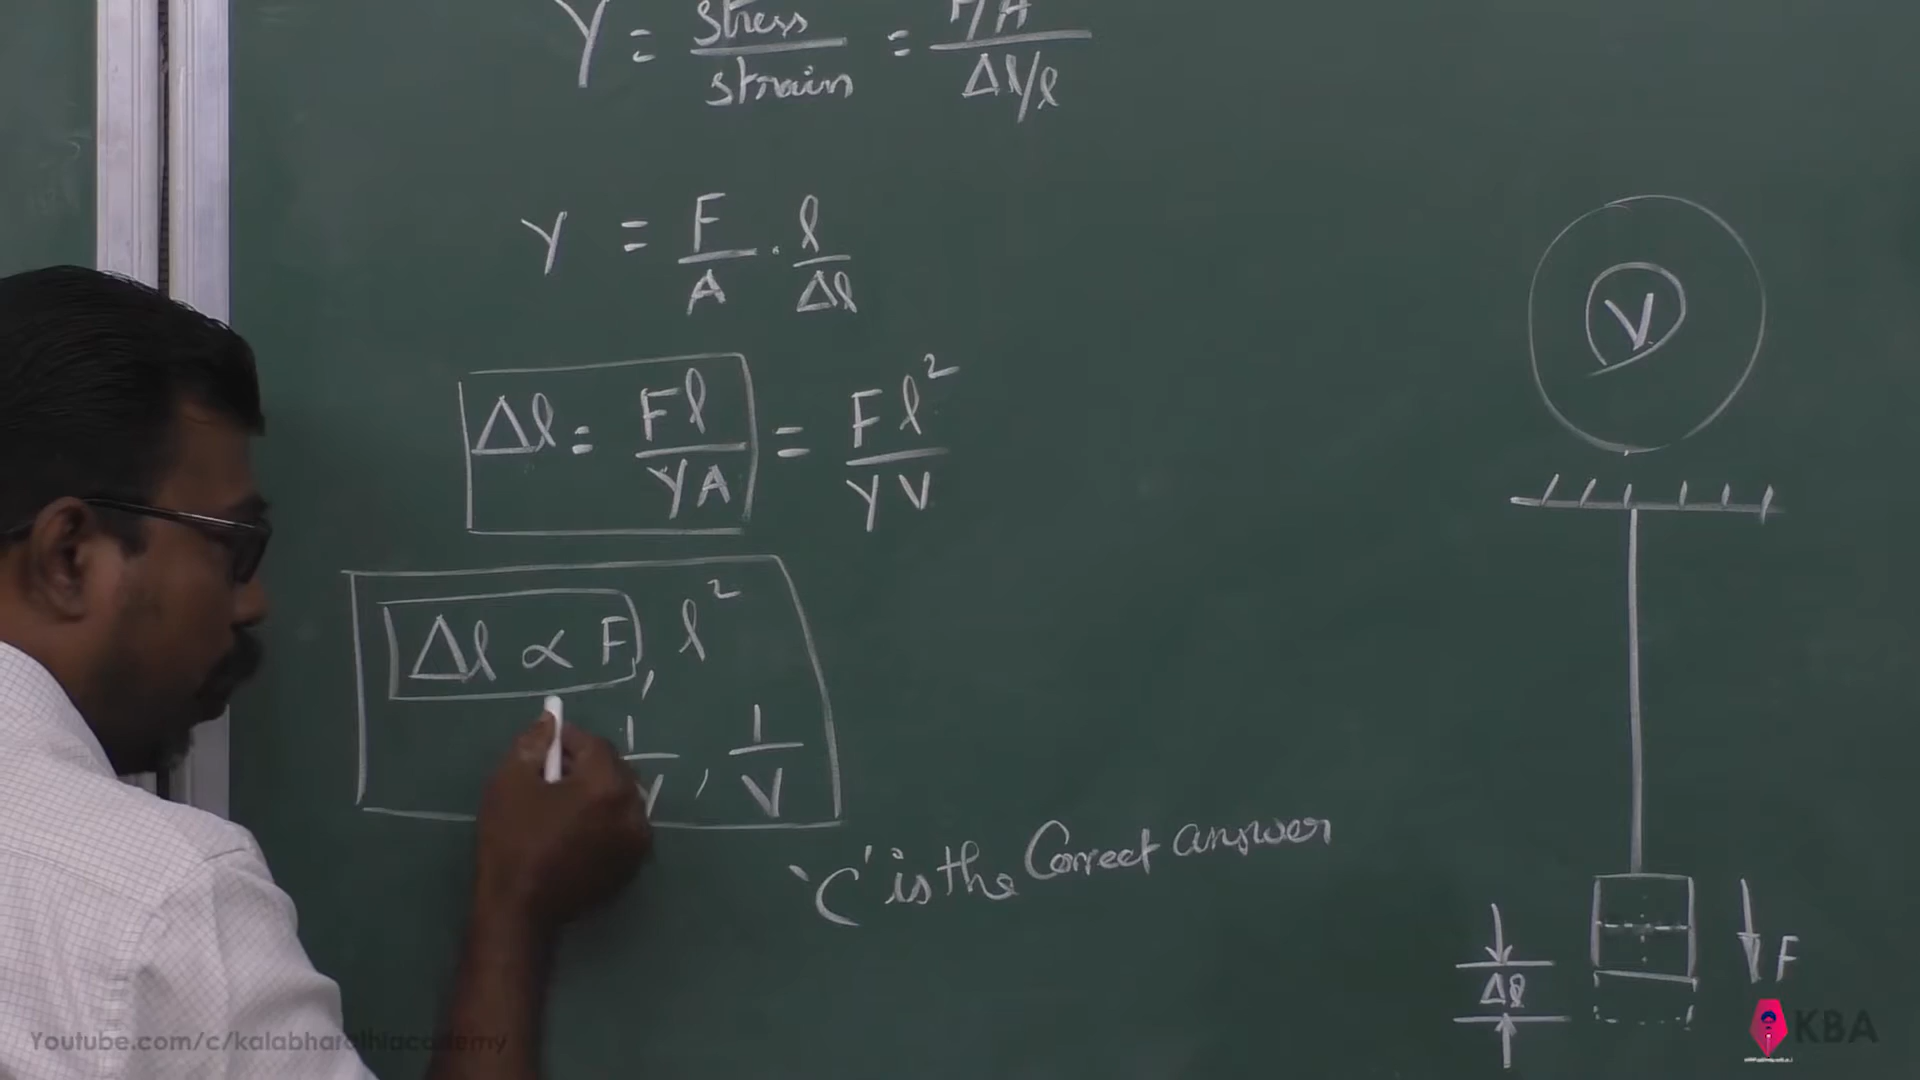 Y = stress/strain = F/A / Δl/l
Y = F/A . l/Δl
Δl = Fl/YA = Fl²/YV
Δl ∝ F, l²
1/Y, 1/V
'C' is the Correct answer
V
F
Δl
KBA
Youtube.com/c/kalabharathiacademy